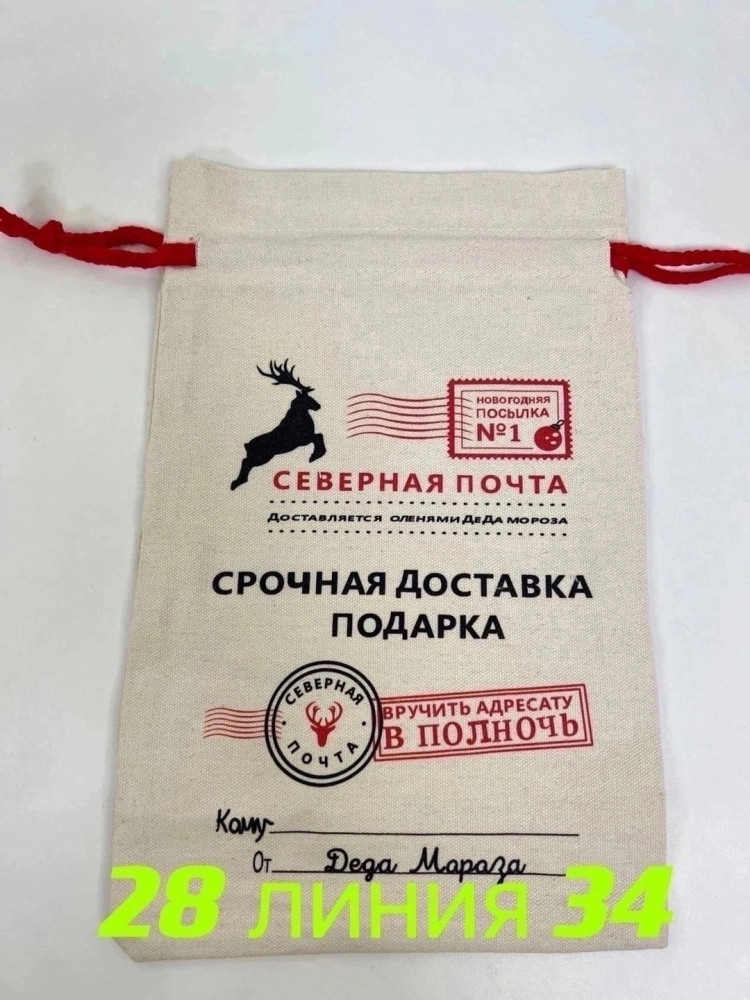 НОВОГОДНЯЯ
ПОСЫЛКА
№1
СЕВЕРНАЯ ПОЧТА
ДОСТАВЛЯЕТСЯ ОЛЕНЯМИ ДЕДА МОРОЗА
СРОЧНАЯ ДОСТАВКА
ПОДАРКА
СЕВЕРНАЯ
ПОЧТА
ВРУЧИТЬ АДРЕСАТУ
В ПОЛНОЧЬ
Кому
От Деда Мараза
28 линия 34